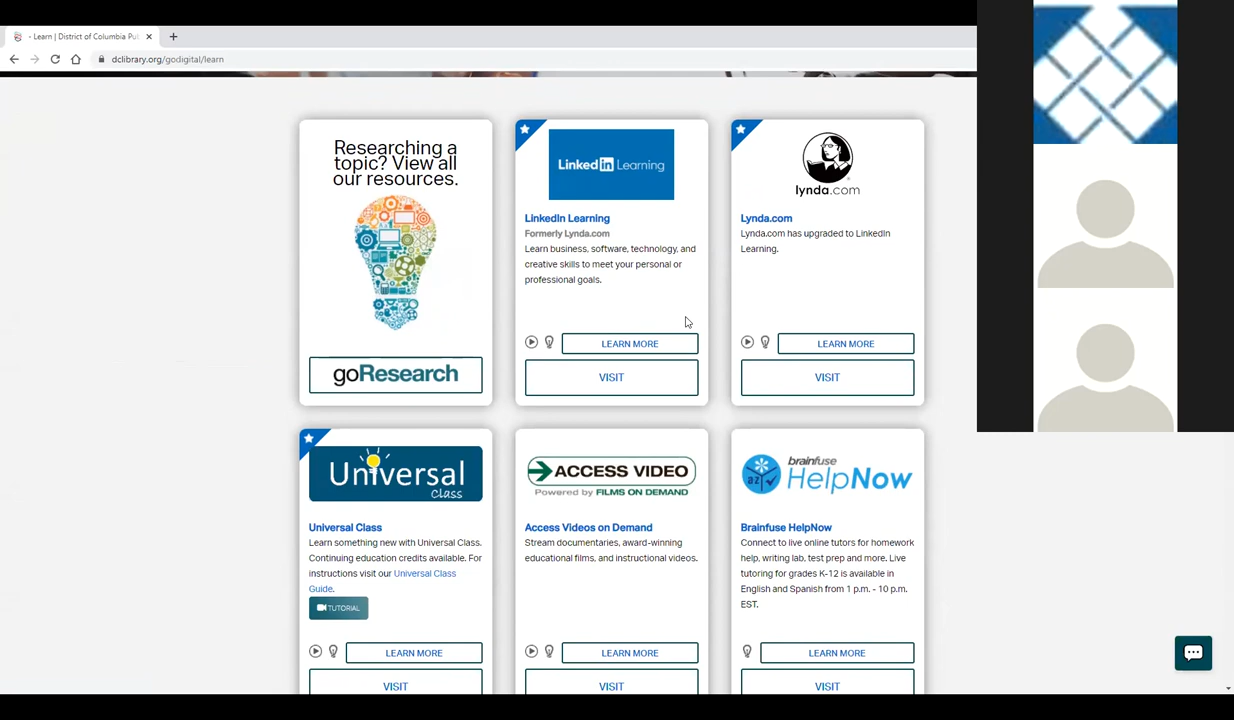 - Learn | District of Columbia Pu
dclibrary.org/godigital/learn
Researching a
topic? View all
our resources.
goResearch
Linked in Learning
LinkedIn Learning
Formerly Lynda.com
Learn business, software, technology, and
creative skills to meet your personal or
professional goals.
LEARN MORE
VISIT
lynda.com
Lynda.com
Lynda.com has upgraded to LinkedIn
Learning.
LEARN MORE
VISIT
Universal
Class
Universal Class
Learn something new with Universal Class.
Continuing education credits available. For
instructions visit our Universal Class
Guide.
TUTORIAL
LEARN MORE
VISIT
ACCESS VIDEO
Powered by FILMS ON DEMAND
Access Videos on Demand
Stream documentaries, award-winning
educational films, and instructional videos.
LEARN MORE
VISIT
AZ
brainfuse
HelpNow
Brainfuse HelpNow
Connect to live online tutors for homework
help, writing lab, test prep and more. Live
tutoring for grades K-12 is available in
English and Spanish from 1 p.m. - 10 p.m.
EST.
LEARN MORE
VISIT